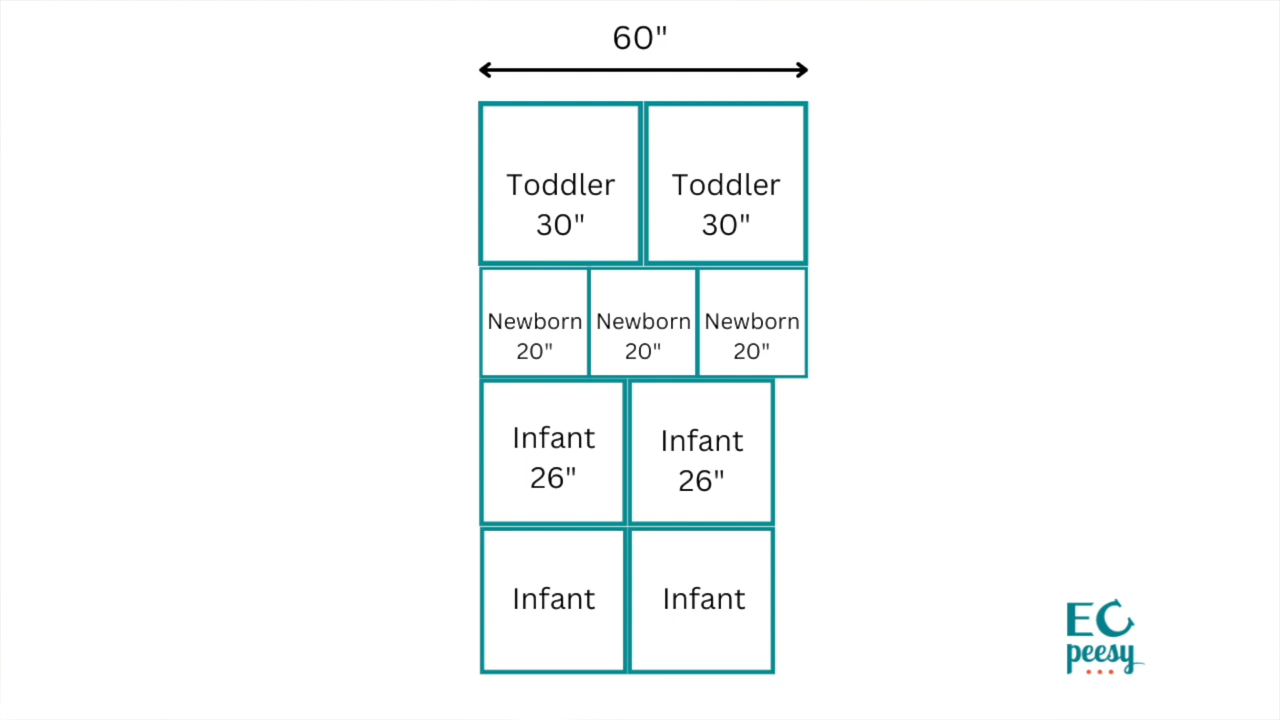 60"
Toddler Toddler
30" 30"
Newborn Newborn Newborn
20" 20" 20"
Infant Infant
26" 26"
Infant Infant
EC
peesy